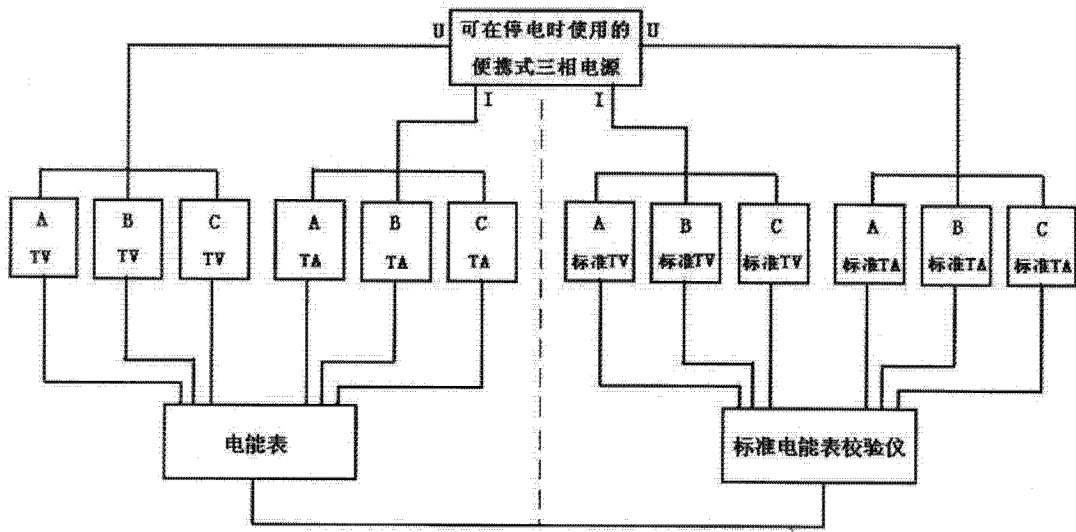 U 可在停电时使用的 U
便携式三相电源
I I
A B C A B C A B C A B C
TV TV TV TA TA TA 标准TV 标准TV 标准TV 标准TA 标准TA 标准TA
电能表 标准电能表校验仪